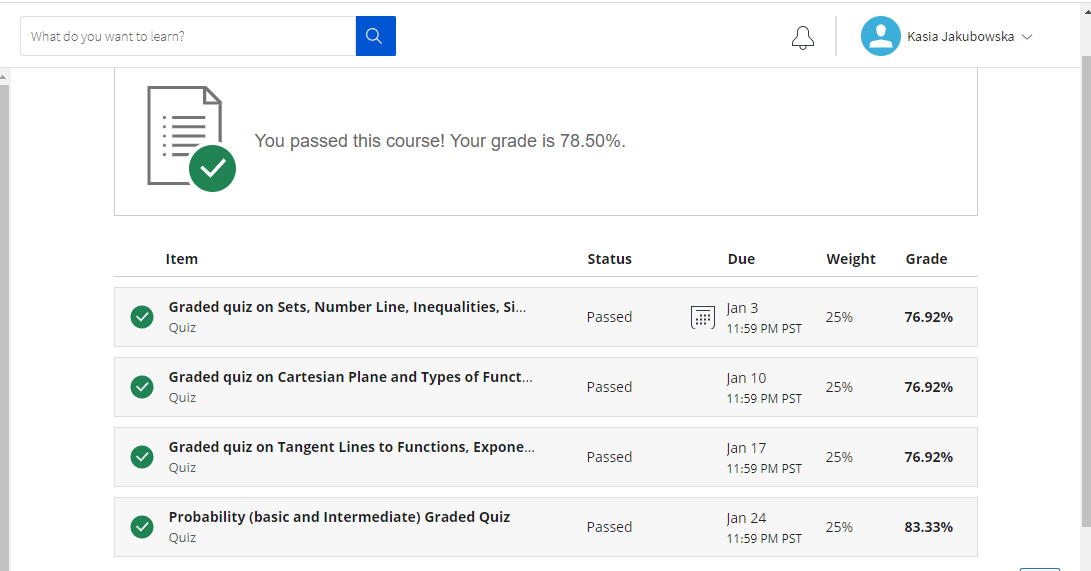 What do you want to learn?
Kasia Jakubowska
You passed this course! Your grade is 78.50%.
Item Status Due Weight Grade
Graded quiz on Sets, Number Line, Inequalities, Si...
Quiz
Passed
Jan 3
11:59 PM PST
25%
76.92%
Graded quiz on Cartesian Plane and Types of Funct...
Quiz
Passed
Jan 10
11:59 PM PST
25%
76.92%
Graded quiz on Tangent Lines to Functions, Expone...
Quiz
Passed
Jan 17
11:59 PM PST
25%
76.92%
Probability (basic and Intermediate) Graded Quiz
Quiz
Passed
Jan 24
11:59 PM PST
25%
83.33%